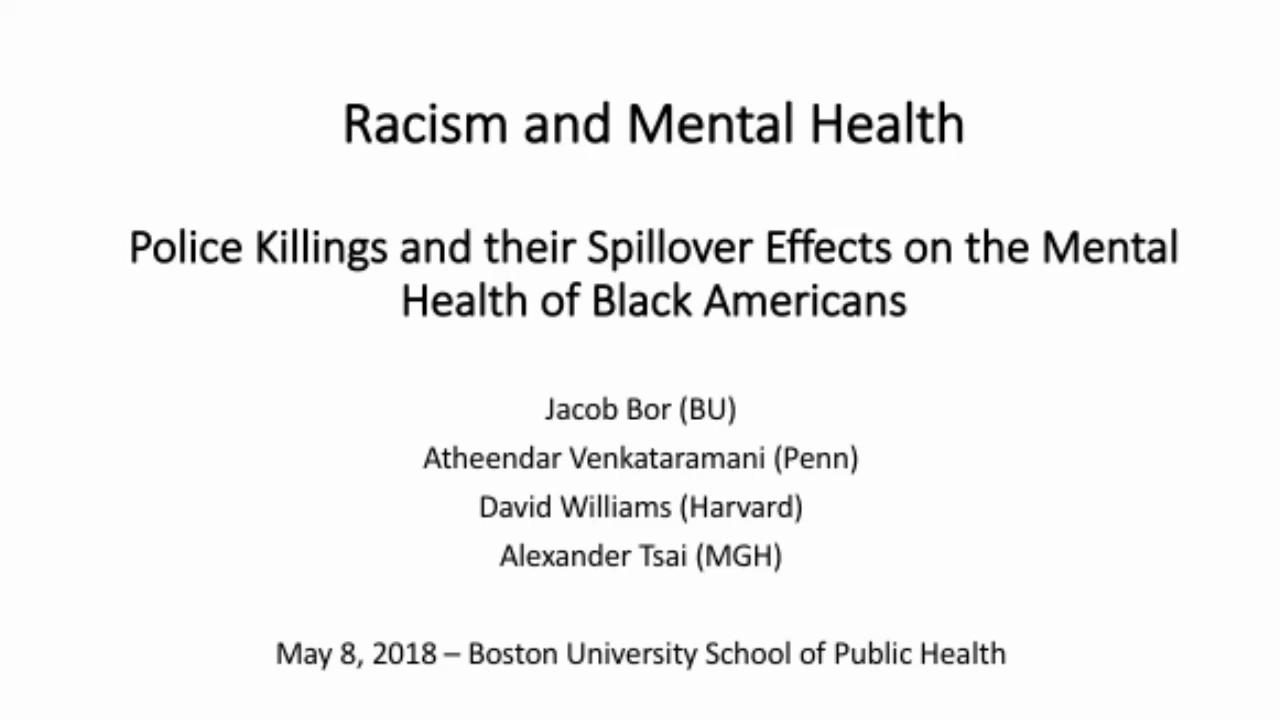 Racism and Mental Health
Police Killings and their Spillover Effects on the Mental
Health of Black Americans
Jacob Bor (BU)
Atheendar Venkataramani (Penn)
David Williams (Harvard)
Alexander Tsai (MGH)
May 8, 2018 – Boston University School of Public Health